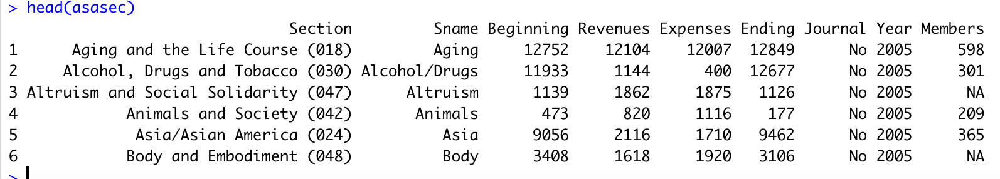 > head(asasec)
Section Sname Beginning Revenues Expenses Ending Journal Year Members
1 Aging and the Life Course (018) Aging 12752 12104 12007 12849 No 2005 598
2 Alcohol, Drugs and Tobacco (030) Alcohol/Drugs 11933 1144 400 12677 No 2005 301
3 Altruism and Social Solidarity (047) Altruism 1139 1862 1875 1126 No 2005 NA
4 Animals and Society (042) Animals 473 820 1116 177 No 2005 209
5 Asia/Asian America (024) Asia 9056 2116 1710 9462 No 2005 365
6 Body and Embodiment (048) Body 3408 1618 1920 3106 No 2005 NA
>